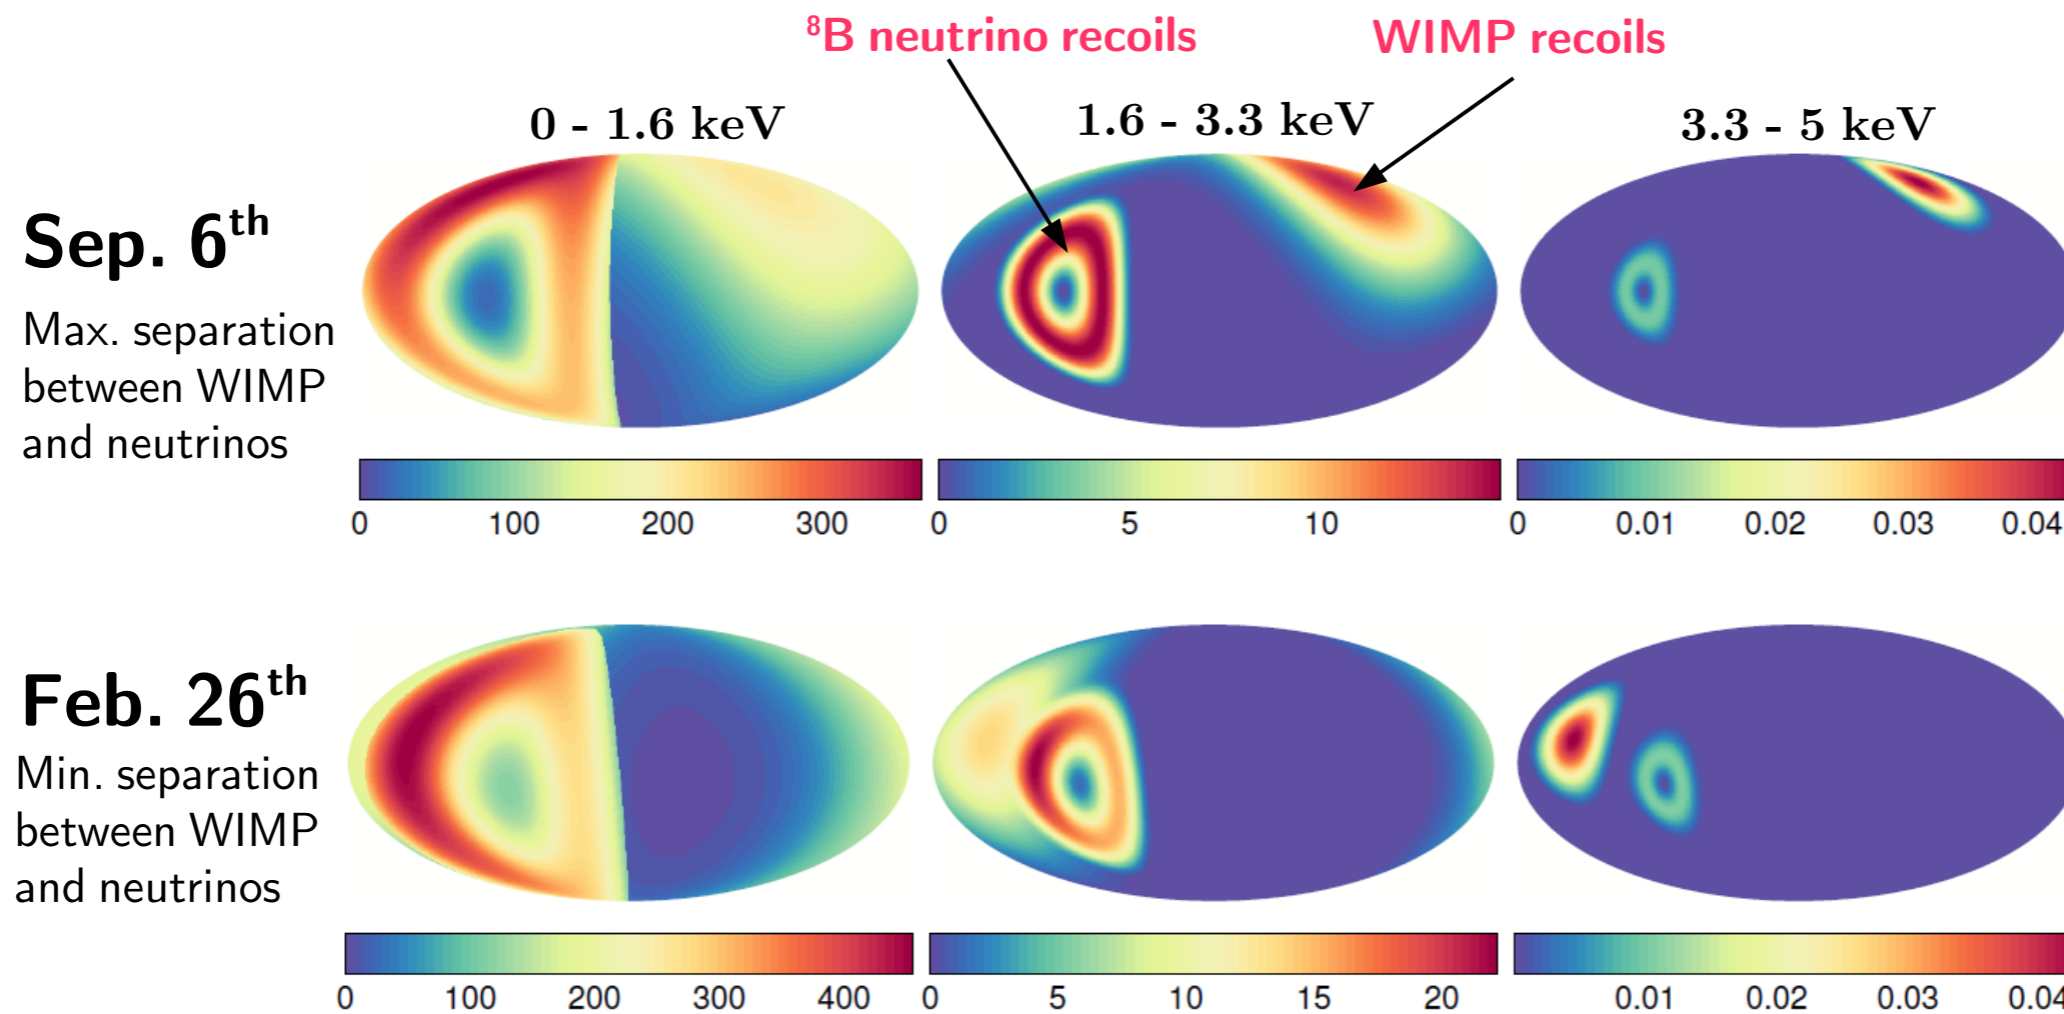 ⁸B neutrino recoils
WIMP recoils
0 - 1.6 keV
1.6 - 3.3 keV
3.3 - 5 keV
Sep. 6ᵗʰ
Max. separation
between WIMP
and neutrinos
0 100 200 300
0 5 10
0 0.01 0.02 0.03 0.04
Feb. 26ᵗʰ
Min. separation
between WIMP
and neutrinos
0 100 200 300 400
0 5 10 15 20
0.01 0.02 0.03 0.04